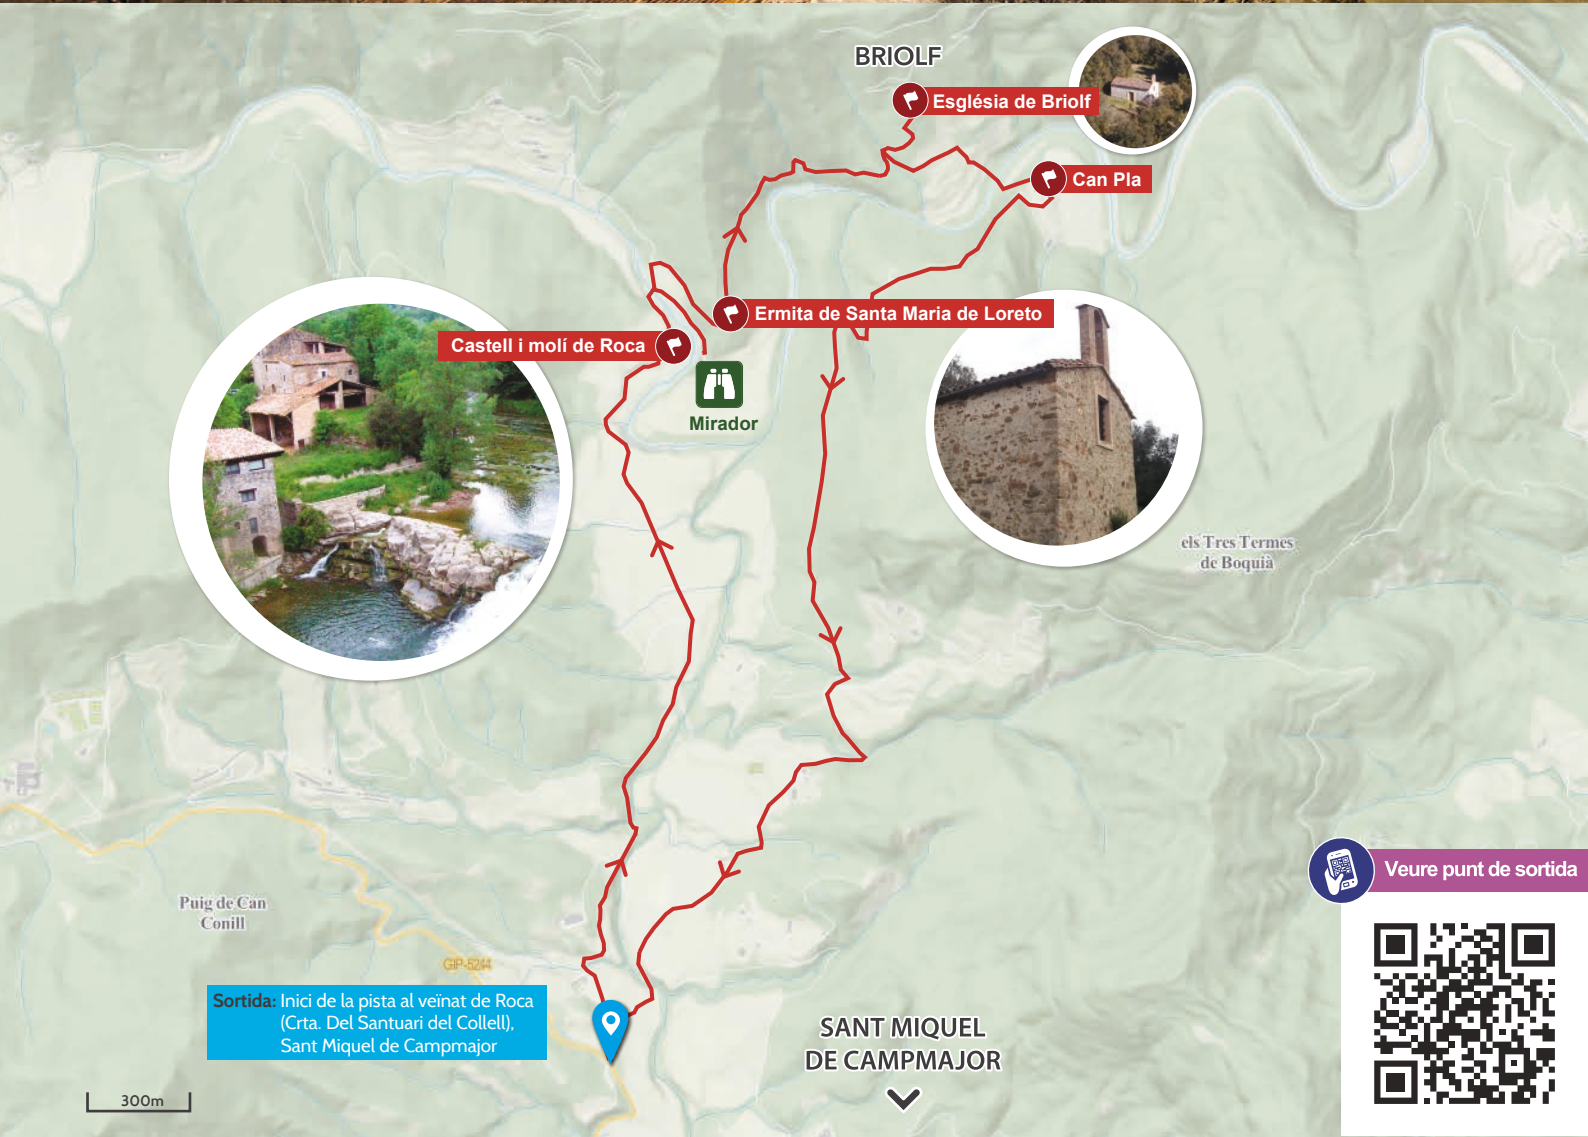 BRIOLF
Església de Briolf
Can Pla
Ermita de Santa Maria de Loreto
Castell i molí de Roca
Mirador
els Tres Termes
de Boquià
Veure punt de sortida
Puig de Can
Conill
GIP-5244
Sortida: Inici de la pista al veïnat de Roca
(Crta. Del Santuari del Collell),
Sant Miquel de Campmajor
SANT MIQUEL
DE CAMPMAJOR
300m